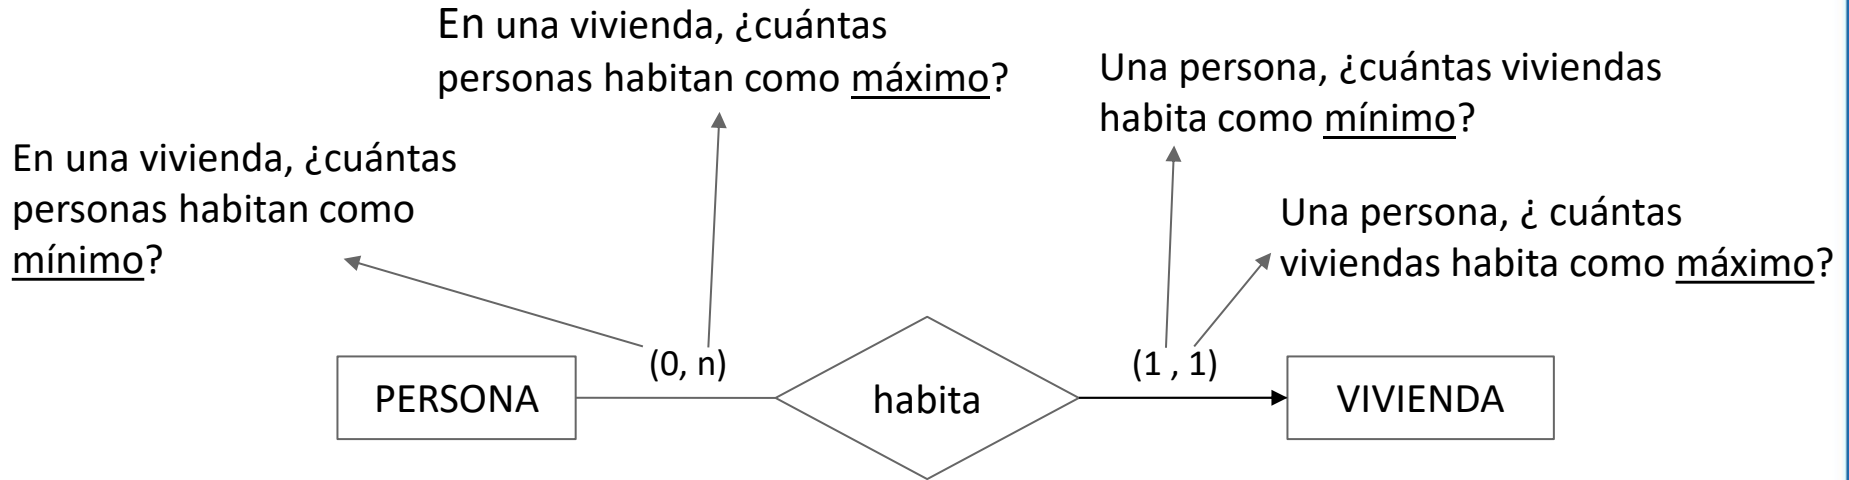 En una vivienda, ¿cuántas
personas habitan como máximo?
Una persona, ¿cuántas viviendas
habita como mínimo?
En una vivienda, ¿cuántas
personas habitan como
mínimo?
Una persona, ¿ cuántas
viviendas habita como máximo?
(0, n)
(1 , 1)
PERSONA
habita
VIVIENDA